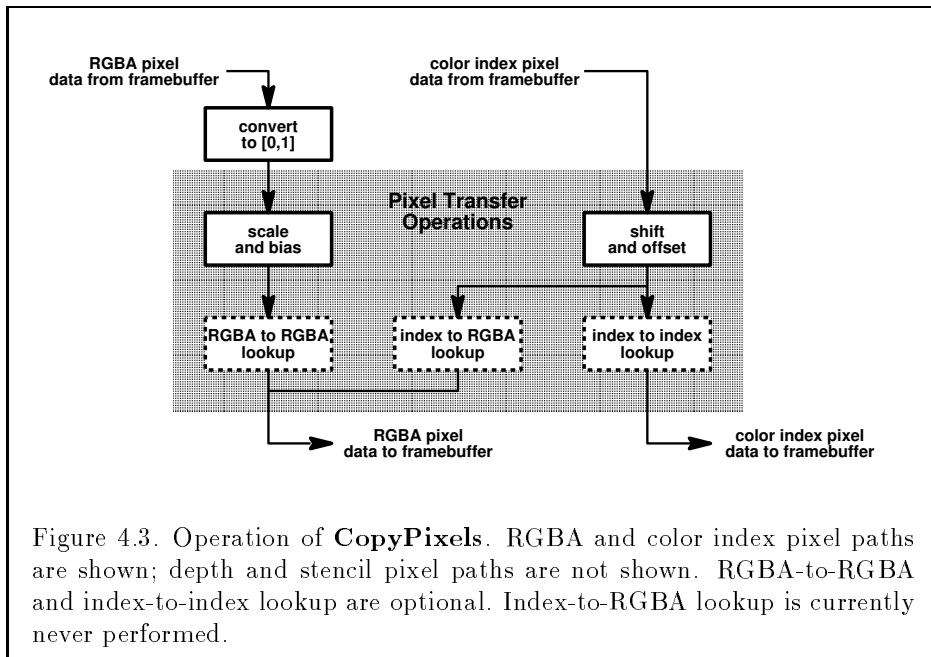 RGBA pixel
data from framebuffer
color index pixel
data from framebuffer
convert
to [0,1]
Pixel Transfer
Operations
scale
and bias
shift
and offset
RGBA to RGBA
lookup
index to RGBA
lookup
index to index
lookup
RGBA pixel
data to framebuffer
color index pixel
data to framebuffer
Figure 4.3. Operation of CopyPixels. RGBA and color index pixel paths
are shown; depth and stencil pixel paths are not shown. RGBA-to-RGBA
and index-to-index lookup are optional. Index-to-RGBA lookup is currently
never performed.